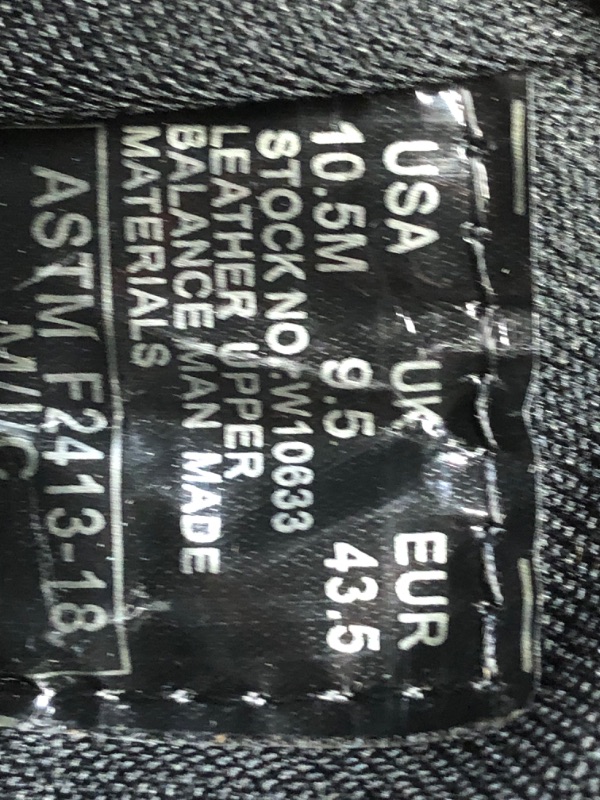 USA UK EUR
10.5M 9.5 43.5
STOCK NO.:W10633
LEATHER UPPER
BALANCE MAN MADE
MATERIALS
ASTM F2413-18